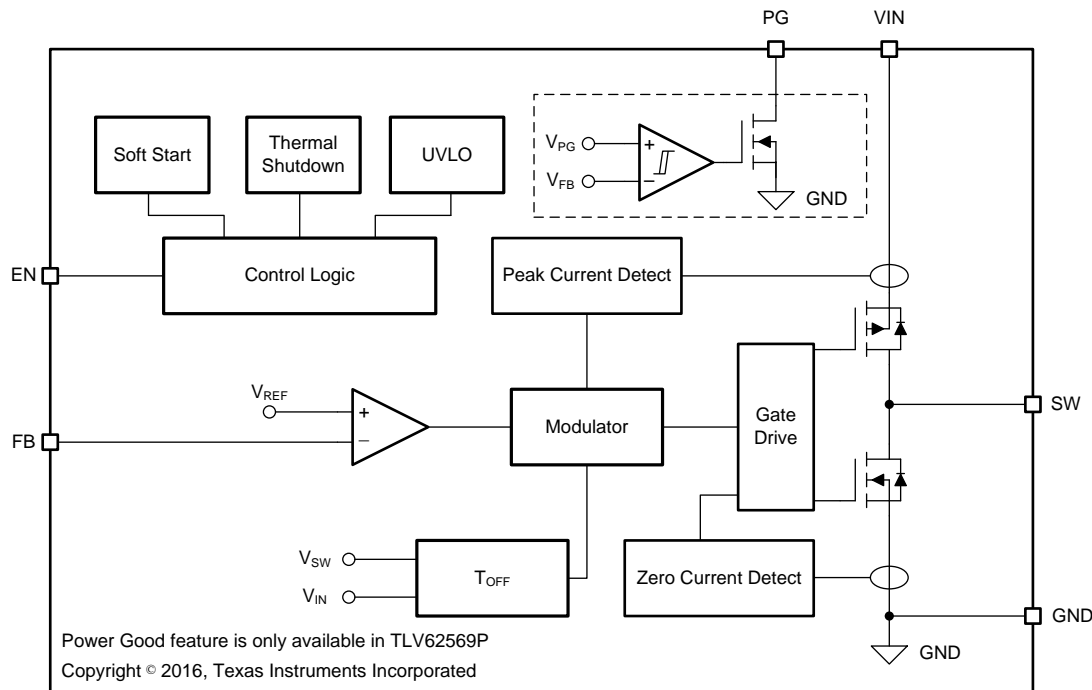 PG
VIN
Soft Start
Thermal
Shutdown
UVLO
VPG
+
VFB
−
GND
EN
Control Logic
Peak Current Detect
VREF
+
FB
−
Modulator
Gate
Drive
SW
VSW
VIN
TOFF
Zero Current Detect
GND
GND
Power Good feature is only available in TLV62569P
Copyright © 2016, Texas Instruments Incorporated